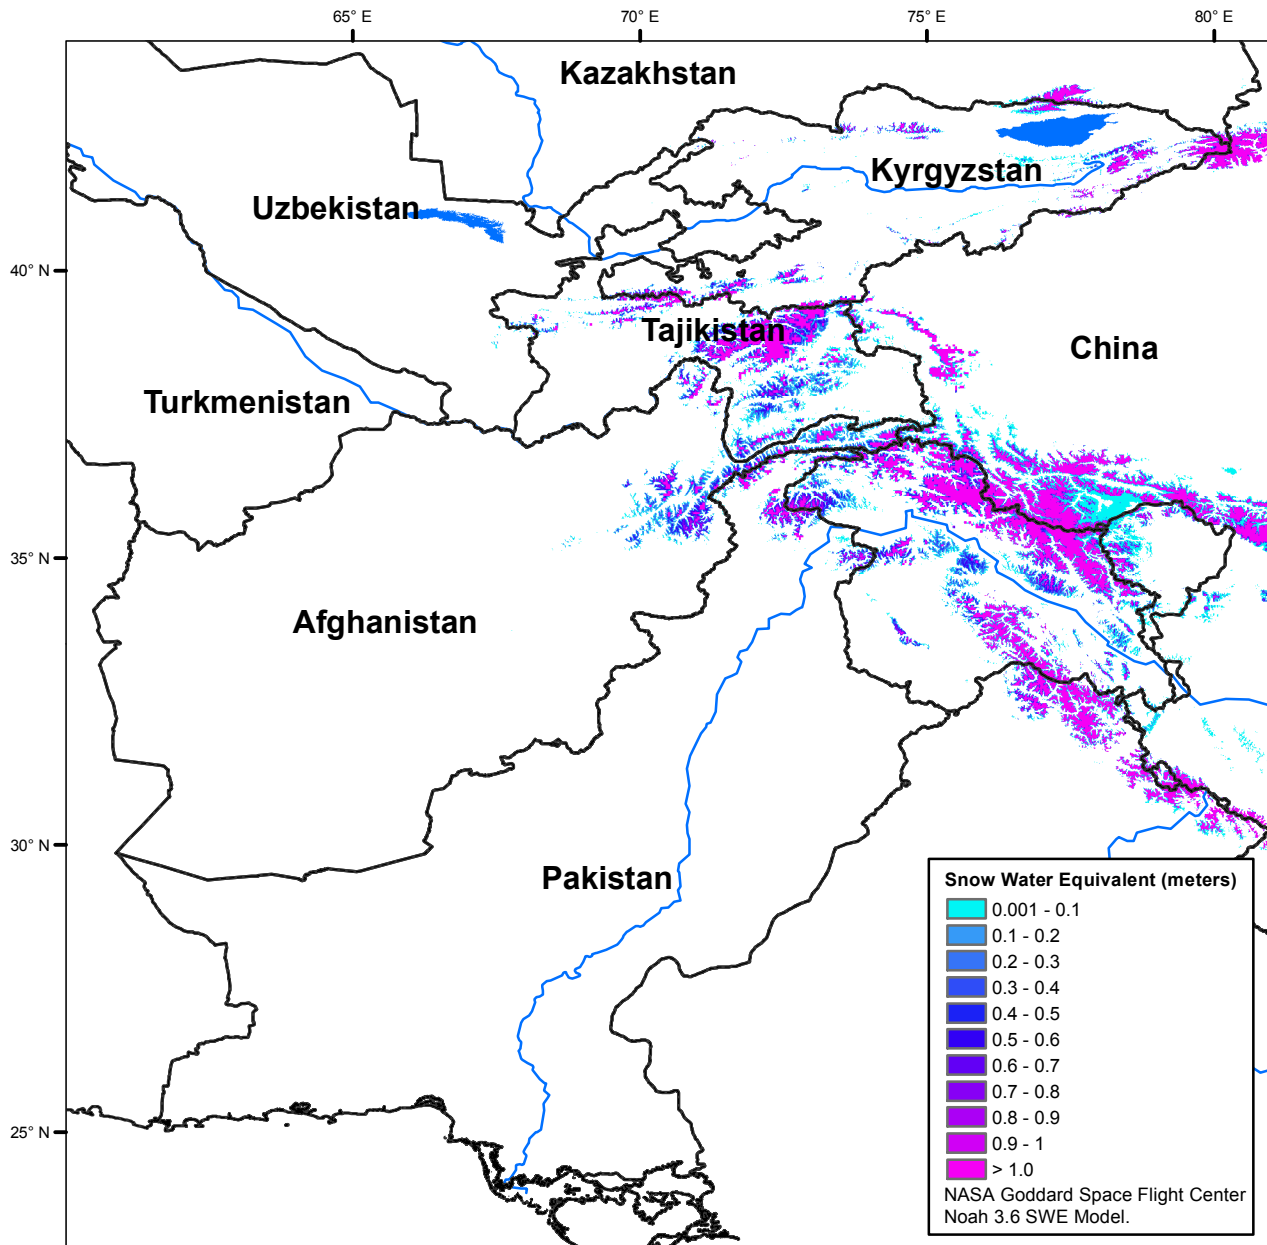 65° E
70° E
75° E
80° E
Kazakhstan
Kyrgyzstan
Uzbekistan
40° N
Tajikistan
China
Turkmenistan
35° N
Afghanistan
30° N
Pakistan
25° N
Snow Water Equivalent (meters)
0.001 - 0.1
0.1 - 0.2
0.2 - 0.3
0.3 - 0.4
0.4 - 0.5
0.5 - 0.6
0.6 - 0.7
0.7 - 0.8
0.8 - 0.9
0.9 - 1
> 1.0
NASA Goddard Space Flight Center
Noah 3.6 SWE Model.